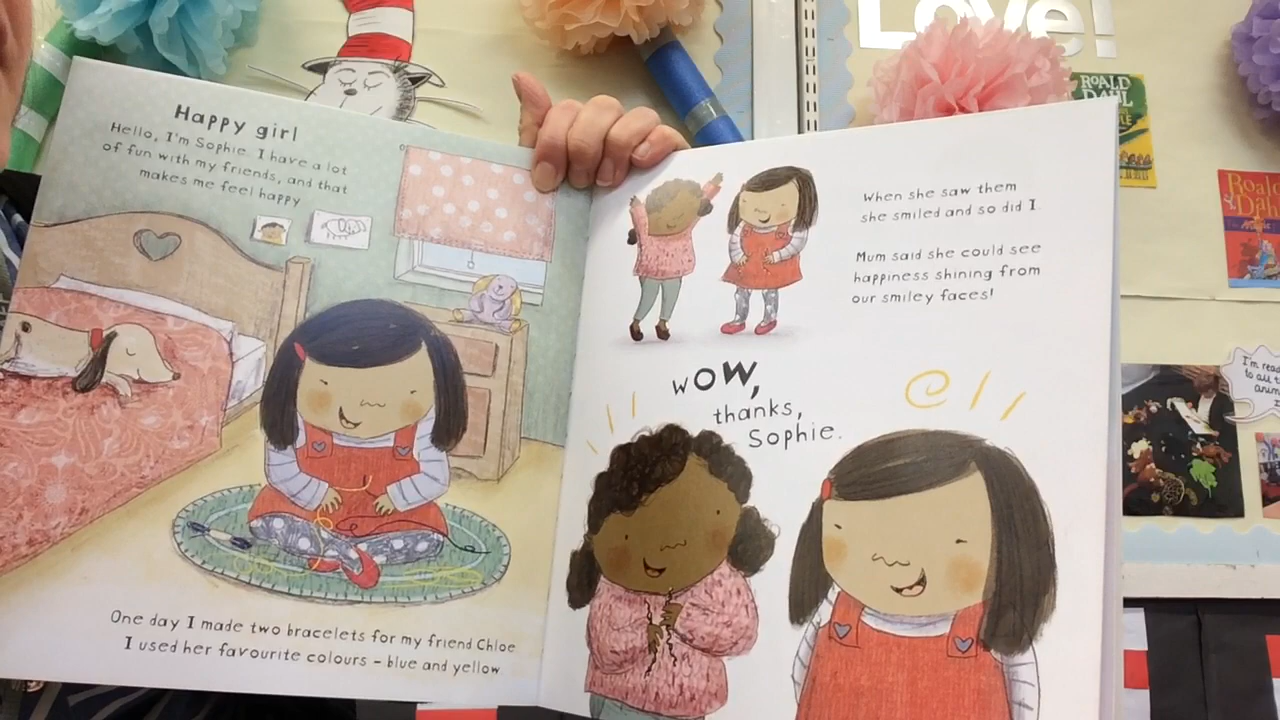 Happy girl
Hello, I'm Sophie. I have a lot
of fun with my friends, and that
makes me feel happy
One day I made two bracelets for my friend Chloe
I used her favourite colours – blue and yellow
When she saw them
she smiled and so did I.
Mum said she could see
happiness shining from
our smiley faces!
wow,
thanks,
Sophie.
Love!
ROALD
DAHL
Roald
Dahl
I'm
to